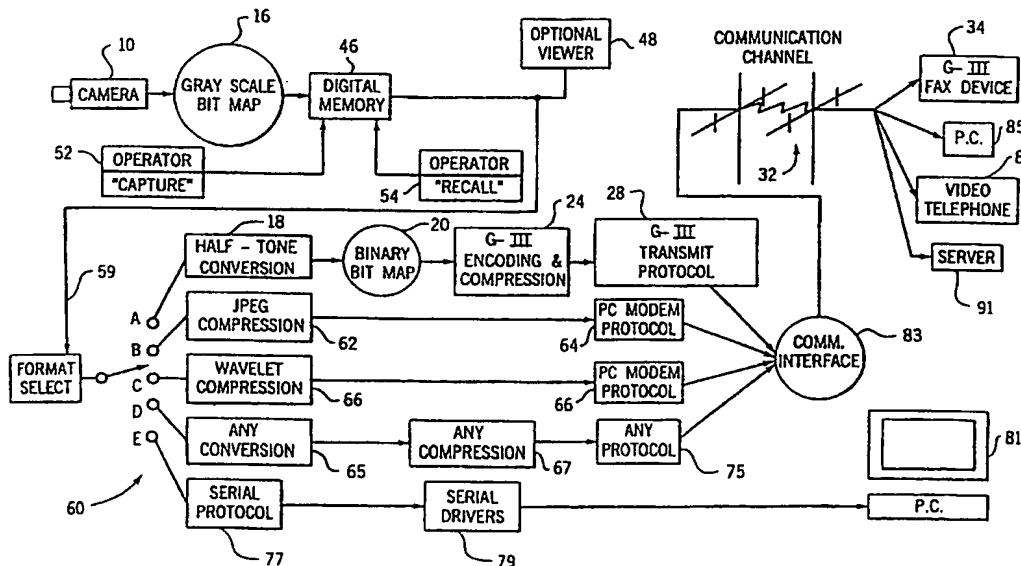 16
10
46
OPTIONAL
VIEWER
48
COMMUNICATION
CHANNEL
34
CAMERA
GRAY SCALE
BIT MAP
DIGITAL
MEMORY
G-III
FAX DEVICE
52
OPERATOR
"CAPTURE"
OPERATOR
"RECALL"
54
32
P.C.
85
VIDEO
TELEPHONE
SERVER
91
18
20
24
28
HALF - TONE
CONVERSION
BINARY
BIT MAP
G-III
ENCODING &
COMPRESSION
G-III
TRANSMIT
PROTOCOL
59
A
JPEG
COMPRESSION
62
PC MODEM
PROTOCOL
64
COMM.
INTERFACE
83
B
FORMAT
SELECT
C
WAVELET
COMPRESSION
66
PC MODEM
PROTOCOL
66
D
ANY
CONVERSION
65
ANY
COMPRESSION
67
ANY
PROTOCOL
75
81
E
60
SERIAL
PROTOCOL
77
SERIAL
DRIVERS
79
P.C.